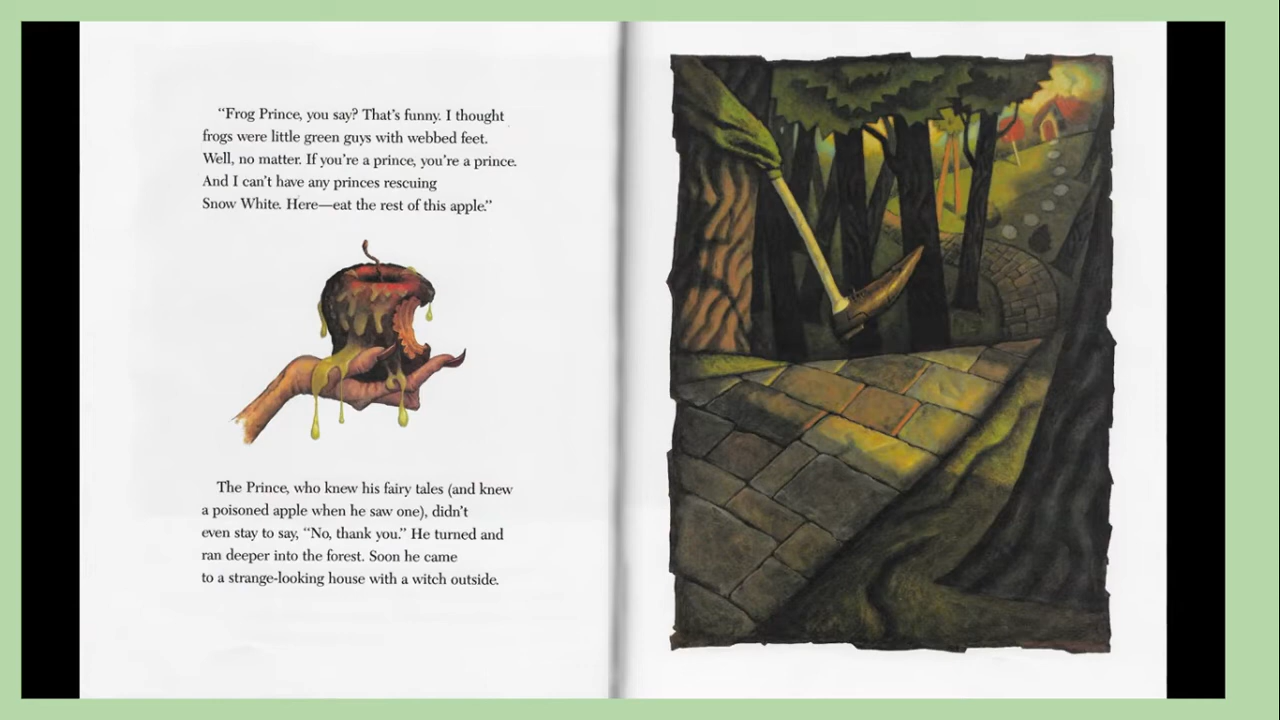 “Frog Prince, you say? That’s funny. I thought
frogs were little green guys with webbed feet.
Well, no matter. If you’re a prince, you’re a prince.
And I can’t have any princes rescuing
Snow White. Here—eat the rest of this apple.”
The Prince, who knew his fairy tales (and knew
a poisoned apple when he saw one), didn’t
even stay to say, “No, thank you.” He turned and
ran deeper into the forest. Soon he came
to a strange-looking house with a witch outside.